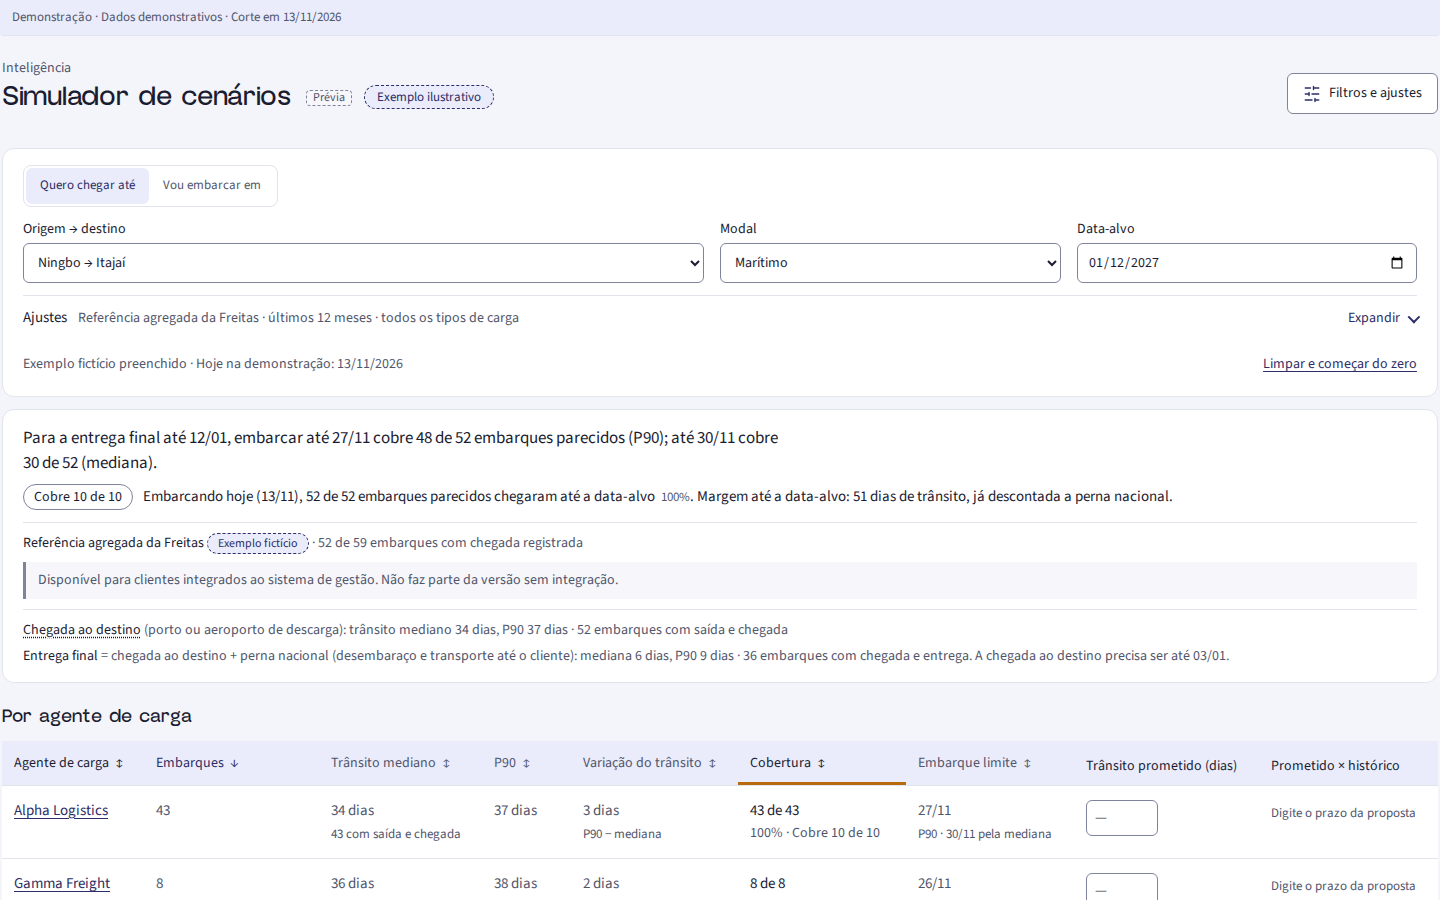 Demonstração · Dados demonstrativos · Corte em 13/11/2026
Inteligência
Simulador de cenários
Prévia
Exemplo ilustrativo
Filtros e ajustes
Quero chegar até
Vou embarcar em
Origem → destino
Modal
Data-alvo
Ningbo → Itajaí
Marítimo
01/12/2027
Ajustes
Referência agregada da Freitas · últimos 12 meses · todos os tipos de carga
Expandir
Exemplo fictício preenchido · Hoje na demonstração: 13/11/2026
Limpar e começar do zero
Para a entrega final até 12/01, embarcar até 27/11 cobre 48 de 52 embarques parecidos (P90); até 30/11 cobre
30 de 52 (mediana).
Cobre 10 de 10
Embarcando hoje (13/11), 52 de 52 embarques parecidos chegaram até a data-alvo 100%. Margem até a data-alvo: 51 dias de trânsito, já descontada a perna nacional.
Referência agregada da Freitas Exemplo fictício · 52 de 59 embarques com chegada registrada
Disponível para clientes integrados ao sistema de gestão. Não faz parte da versão sem integração.
Chegada ao destino (porto ou aeroporto de descarga): trânsito mediano 34 dias, P90 37 dias · 52 embarques com saída e chegada
Entrega final = chegada ao destino + perna nacional (desembaraço e transporte até o cliente): mediana 6 dias, P90 9 dias · 36 embarques com chegada e entrega. A chegada ao destino precisa ser até 03/01.
Por agente de carga
Agente de carga ↕ Embarques ↓ Trânsito mediano ↕ P90 ↕ Variação do trânsito ↕ Cobertura ↕ Embarque limite ↕ Trânsito prometido (dias) Prometido × histórico
Alpha Logistics 43 34 dias 37 dias 3 dias 43 de 43 27/11 — Digite o prazo da proposta
43 com saída e chegada P90 − mediana 100% · Cobre 10 de 10 P90 · 30/11 pela mediana
Gamma Freight 8 36 dias 38 dias 2 dias 8 de 8 26/11 — Digite o prazo da proposta